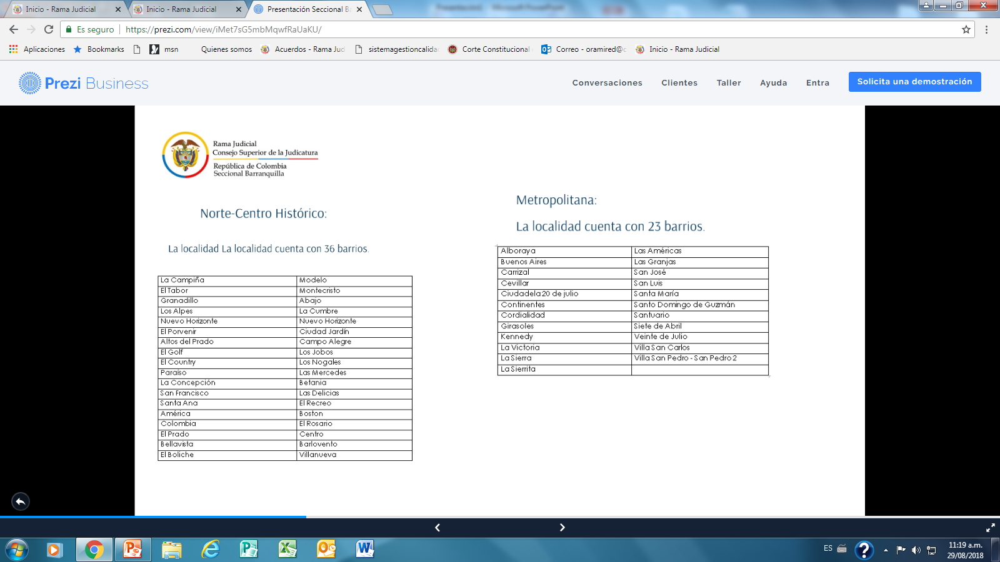 Inicio - Rama Judicial
Inicio - Rama Judicial
Presentación Seccional Ba
Es seguro
https://prezi.com/view/iMet7sG5mbMqwfRaUaKU/
Aplicaciones
Bookmarks
msn
Quienes somos
Acuerdos - Rama Jud
sistemagestioncalida
Corte Constitucional
Correo - oramired@c
Inicio - Rama Judicial
Prezi Business
Conversaciones
Clientes
Taller
Ayuda
Entra
Solicita una demostración
Rama Judicial
Consejo Superior de la Judicatura
República de Colombia
Seccional Barranquilla
Norte-Centro Histórico:
La localidad La localidad cuenta con 36 barrios.
La Campiña Modelo
El Tabor Montecristo
Granadillo Abajo
Los Alpes La Cumbre
Nuevo Horizonte Nuevo Horizonte
El Porvenir Ciudad Jardín
Altos del Prado Campo Alegre
El Golf Los Jobos
El Country Los Nogales
Paraíso Las Mercedes
La Concepción Betania
San Francisco Las Delicias
Santa Ana El Recreo
América Boston
Colombia El Rosario
El Prado Centro
Bellavista Barlovento
El Boliche Villanueva
Metropolitana:
La localidad cuenta con 23 barrios.
Alboraya Las Américas
Buenos Aires Las Granjas
Carrizal San José
Cevillar San Luis
Ciudadela 20 de julio Santa María
Continentes Santo Domingo de Guzmán
Cordialidad Santuario
Girasoles Siete de Abril
Kennedy Veinte de Julio
La Victoria Villa San Carlos
La Sierra Villa San Pedro - San Pedro 2
La Sierrita
ES
11:19 a.m.
29/08/2018